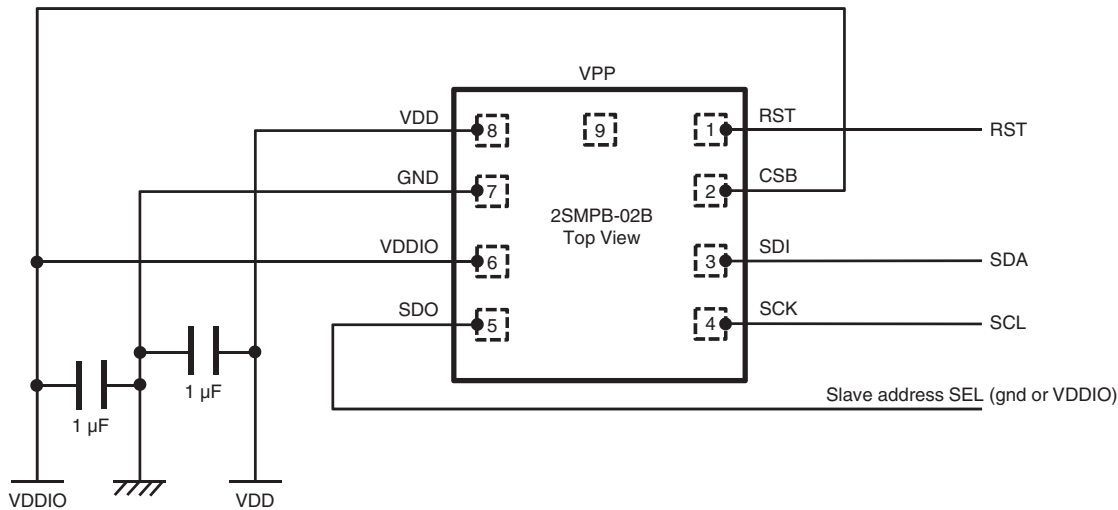 VPP
VDD
8
9
1
RST
RST
GND
7
2
CSB
2SMPB-02B
Top View
VDDIO
6
3
SDI
SDA
SDO
5
4
SCK
SCL
1 µF
1 µF
Slave address SEL (gnd or VDDIO)
VDDIO
VDD